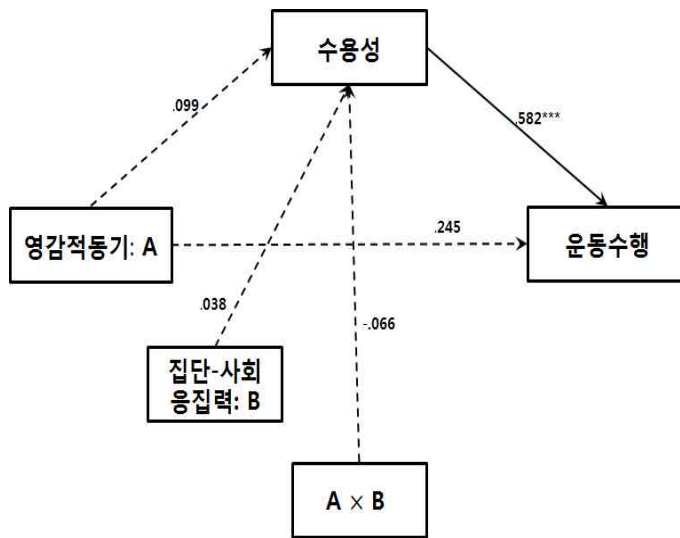 수용성
.099
.582***
영감적동기: A
.245
운동수행
.038
-.066
집단-사회
응집력: B
A × B